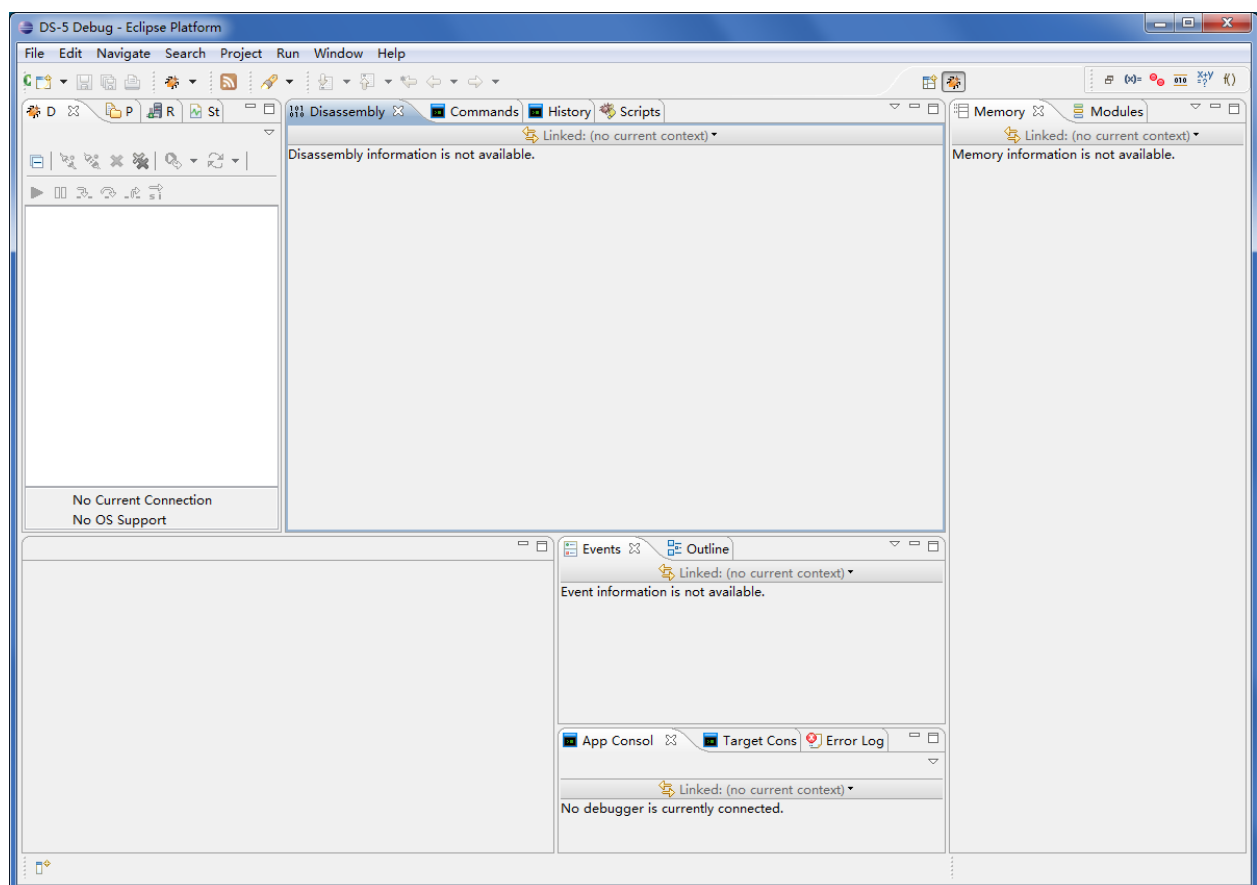 DS-5 Debug - Eclipse Platform
File Edit Navigate Search Project Run Window Help
D P R St
Disassembly Commands History Scripts
Memory Modules
Linked: (no current context)
Disassembly information is not available.
Linked: (no current context)
Memory information is not available.
No Current Connection
No OS Support
Events Outline
Linked: (no current context)
Event information is not available.
App Consol Target Cons Error Log
Linked: (no current context)
No debugger is currently connected.